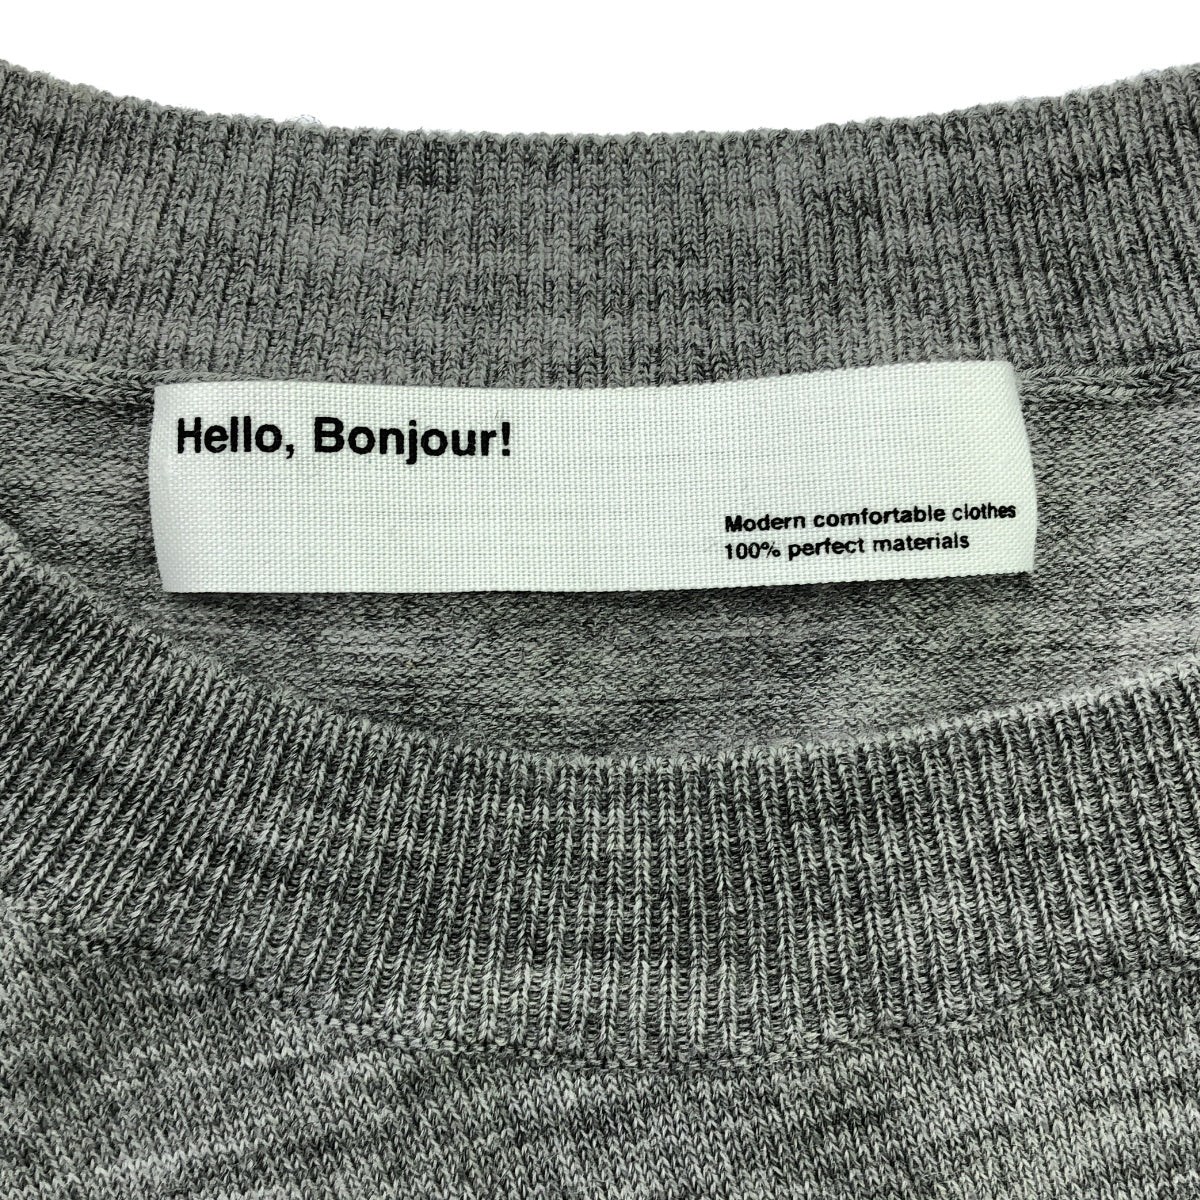 Hello, Bonjour!
Modern comfortable clothes
100% perfect materials